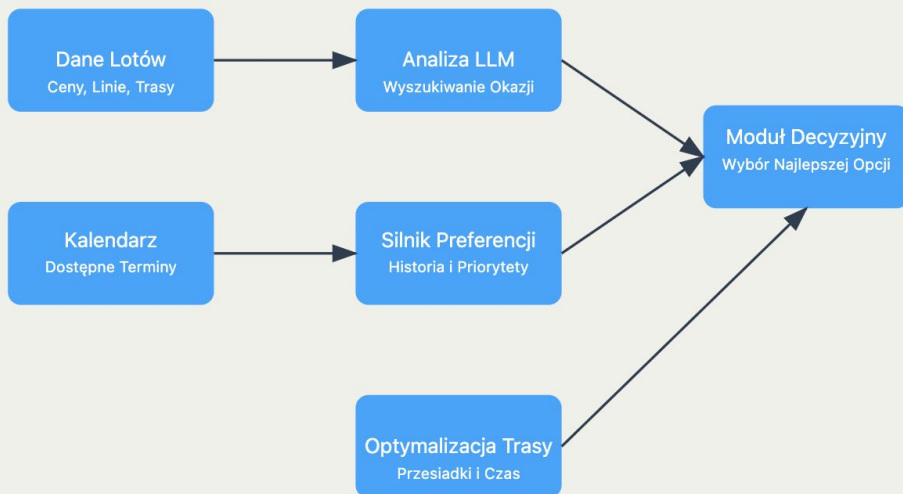 Dane Lotów
Ceny, Linie, Trasy
Analiza LLM
Wyszukiwanie Okazji
Moduł Decyzyjny
Wybór Najlepszej Opcji
Kalendarz
Dostępne Terminy
Silnik Preferencji
Historia i Priorytety
Optymalizacja Trasy
Przesiadki i Czas